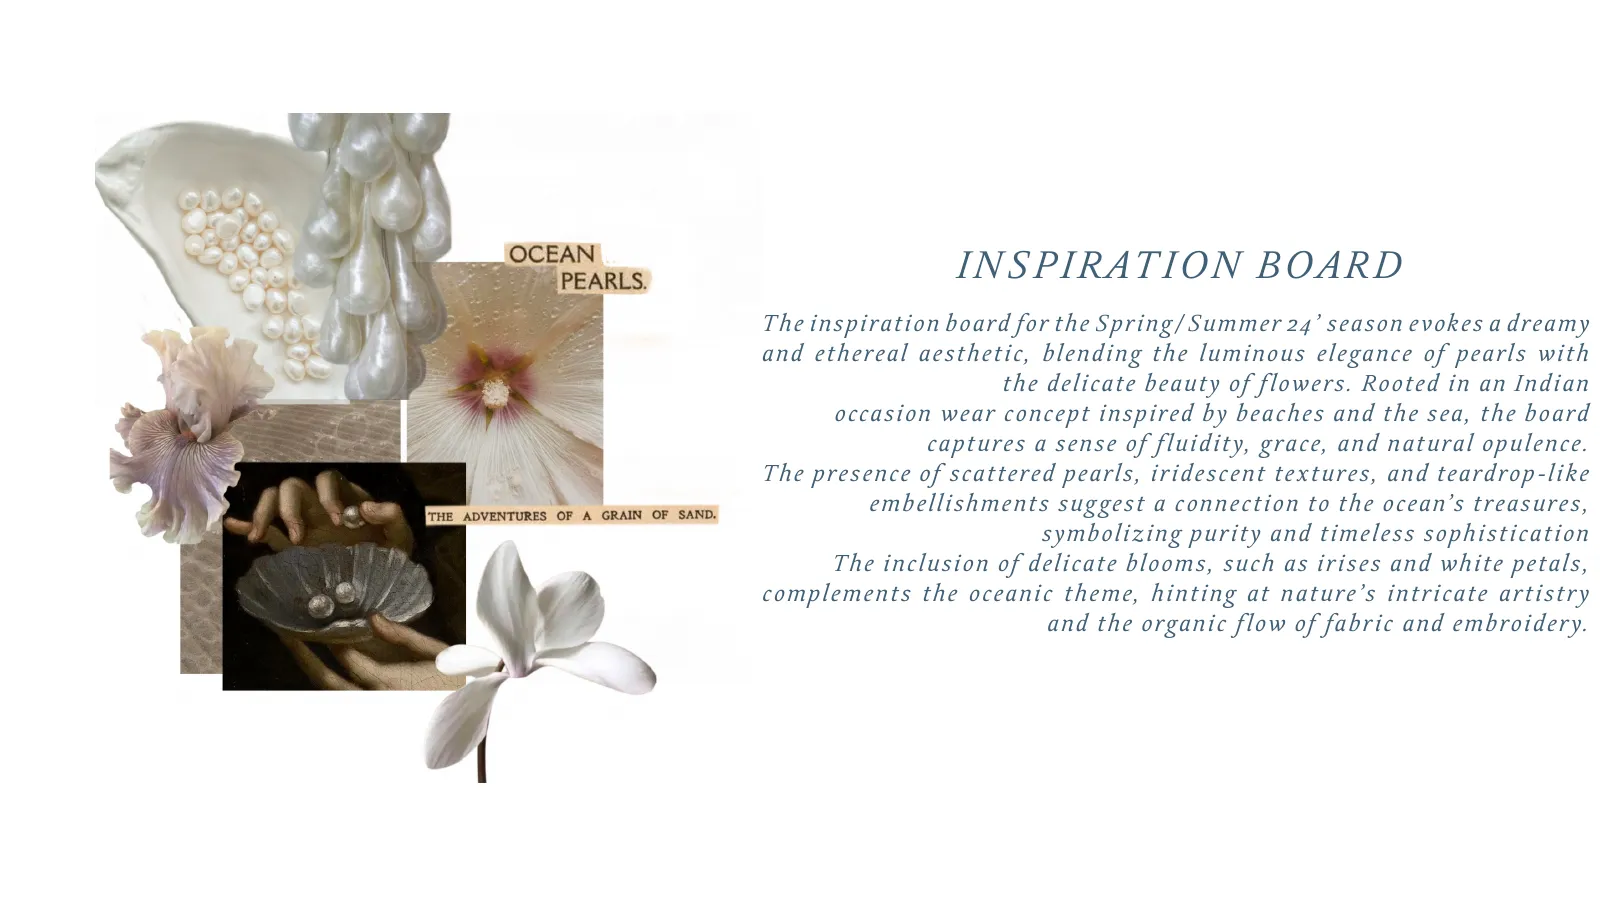 OCEAN
PEARLS.
THE ADVENTURES OF A GRAIN OF SAND.
INSPIRATION BOARD
The inspiration board for the Spring/Summer 24’ season evokes a dreamy
and ethereal aesthetic, blending the luminous elegance of pearls with
the delicate beauty of flowers. Rooted in an Indian
occasion wear concept inspired by beaches and the sea, the board
captures a sense of fluidity, grace, and natural opulence.
The presence of scattered pearls, iridescent textures, and teardrop-like
embellishments suggest a connection to the ocean’s treasures,
symbolizing purity and timeless sophistication
The inclusion of delicate blooms, such as irises and white petals,
complements the oceanic theme, hinting at nature’s intricate artistry
and the organic flow of fabric and embroidery.